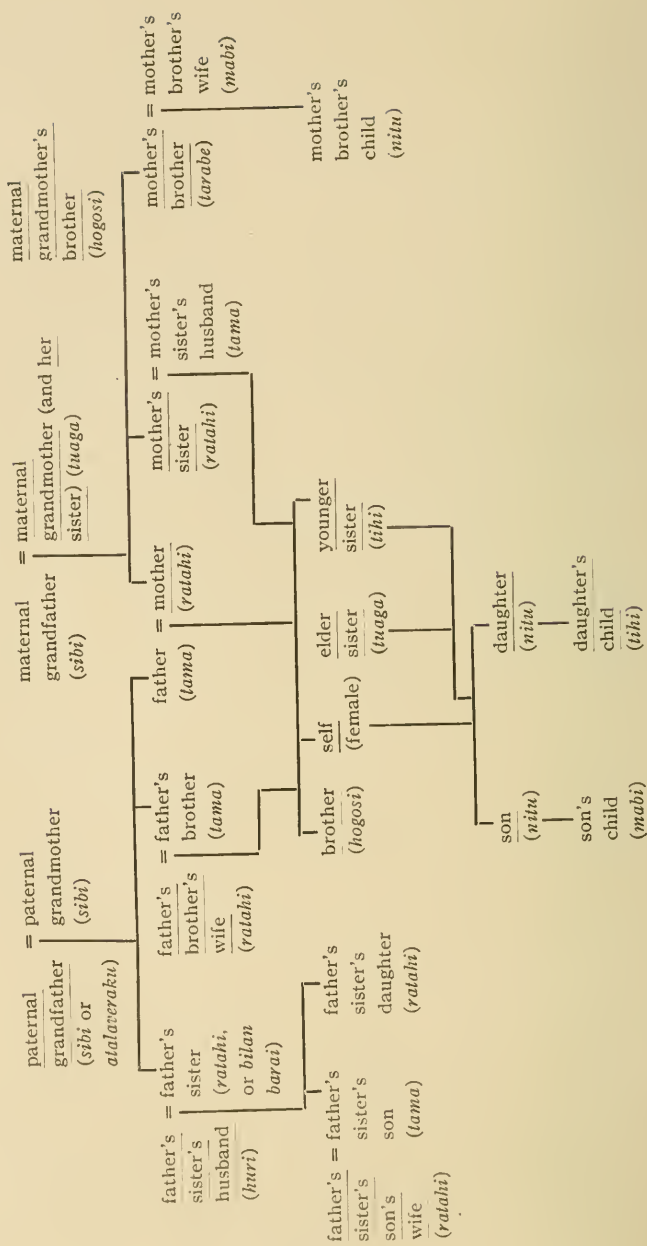 paternal
grandfather
(sibi or
atalaveraku)
= paternal
grandmother
(sibi)
maternal
grandfather
(sibi)
= maternal
grandmother (and her
sister) (tuaga)
maternal
grandmother's
brother
(hogosi)
father's
sister's
husband
(huri)
= father's
sister
(ratahi,
or bilan
barai)
father's
brother's
wife
(ratahi)
= father's
brother
(tama)
father
(tama)
= mother
(ratahi)
mother's
sister
(ratahi)
= mother's
sister's
husband
(tama)
mother's
brother
(tarabe)
= mother's
brother's
wife
(mabi)
father's
sister's
son's
wife
(ratahi)
= father's
sister's
son
(tama)
father's
sister's
daughter
(ratahi)
brother
(hogosi)
self
(female)
elder
sister
(tuaga)
younger
sister
(tihi)
mother's
brother's
child
(nitu)
son
(nitu)
daughter
(nitu)
son's
child
(mabi)
daughter's
child
(tihi)